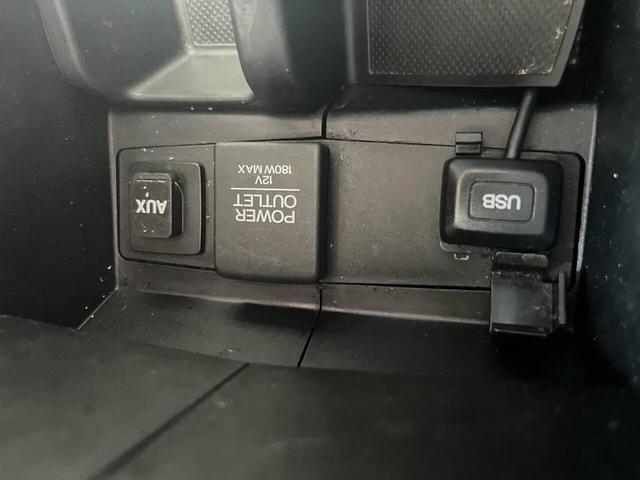 USB
POWER
OUTLET
12V
180W MAX
AUX